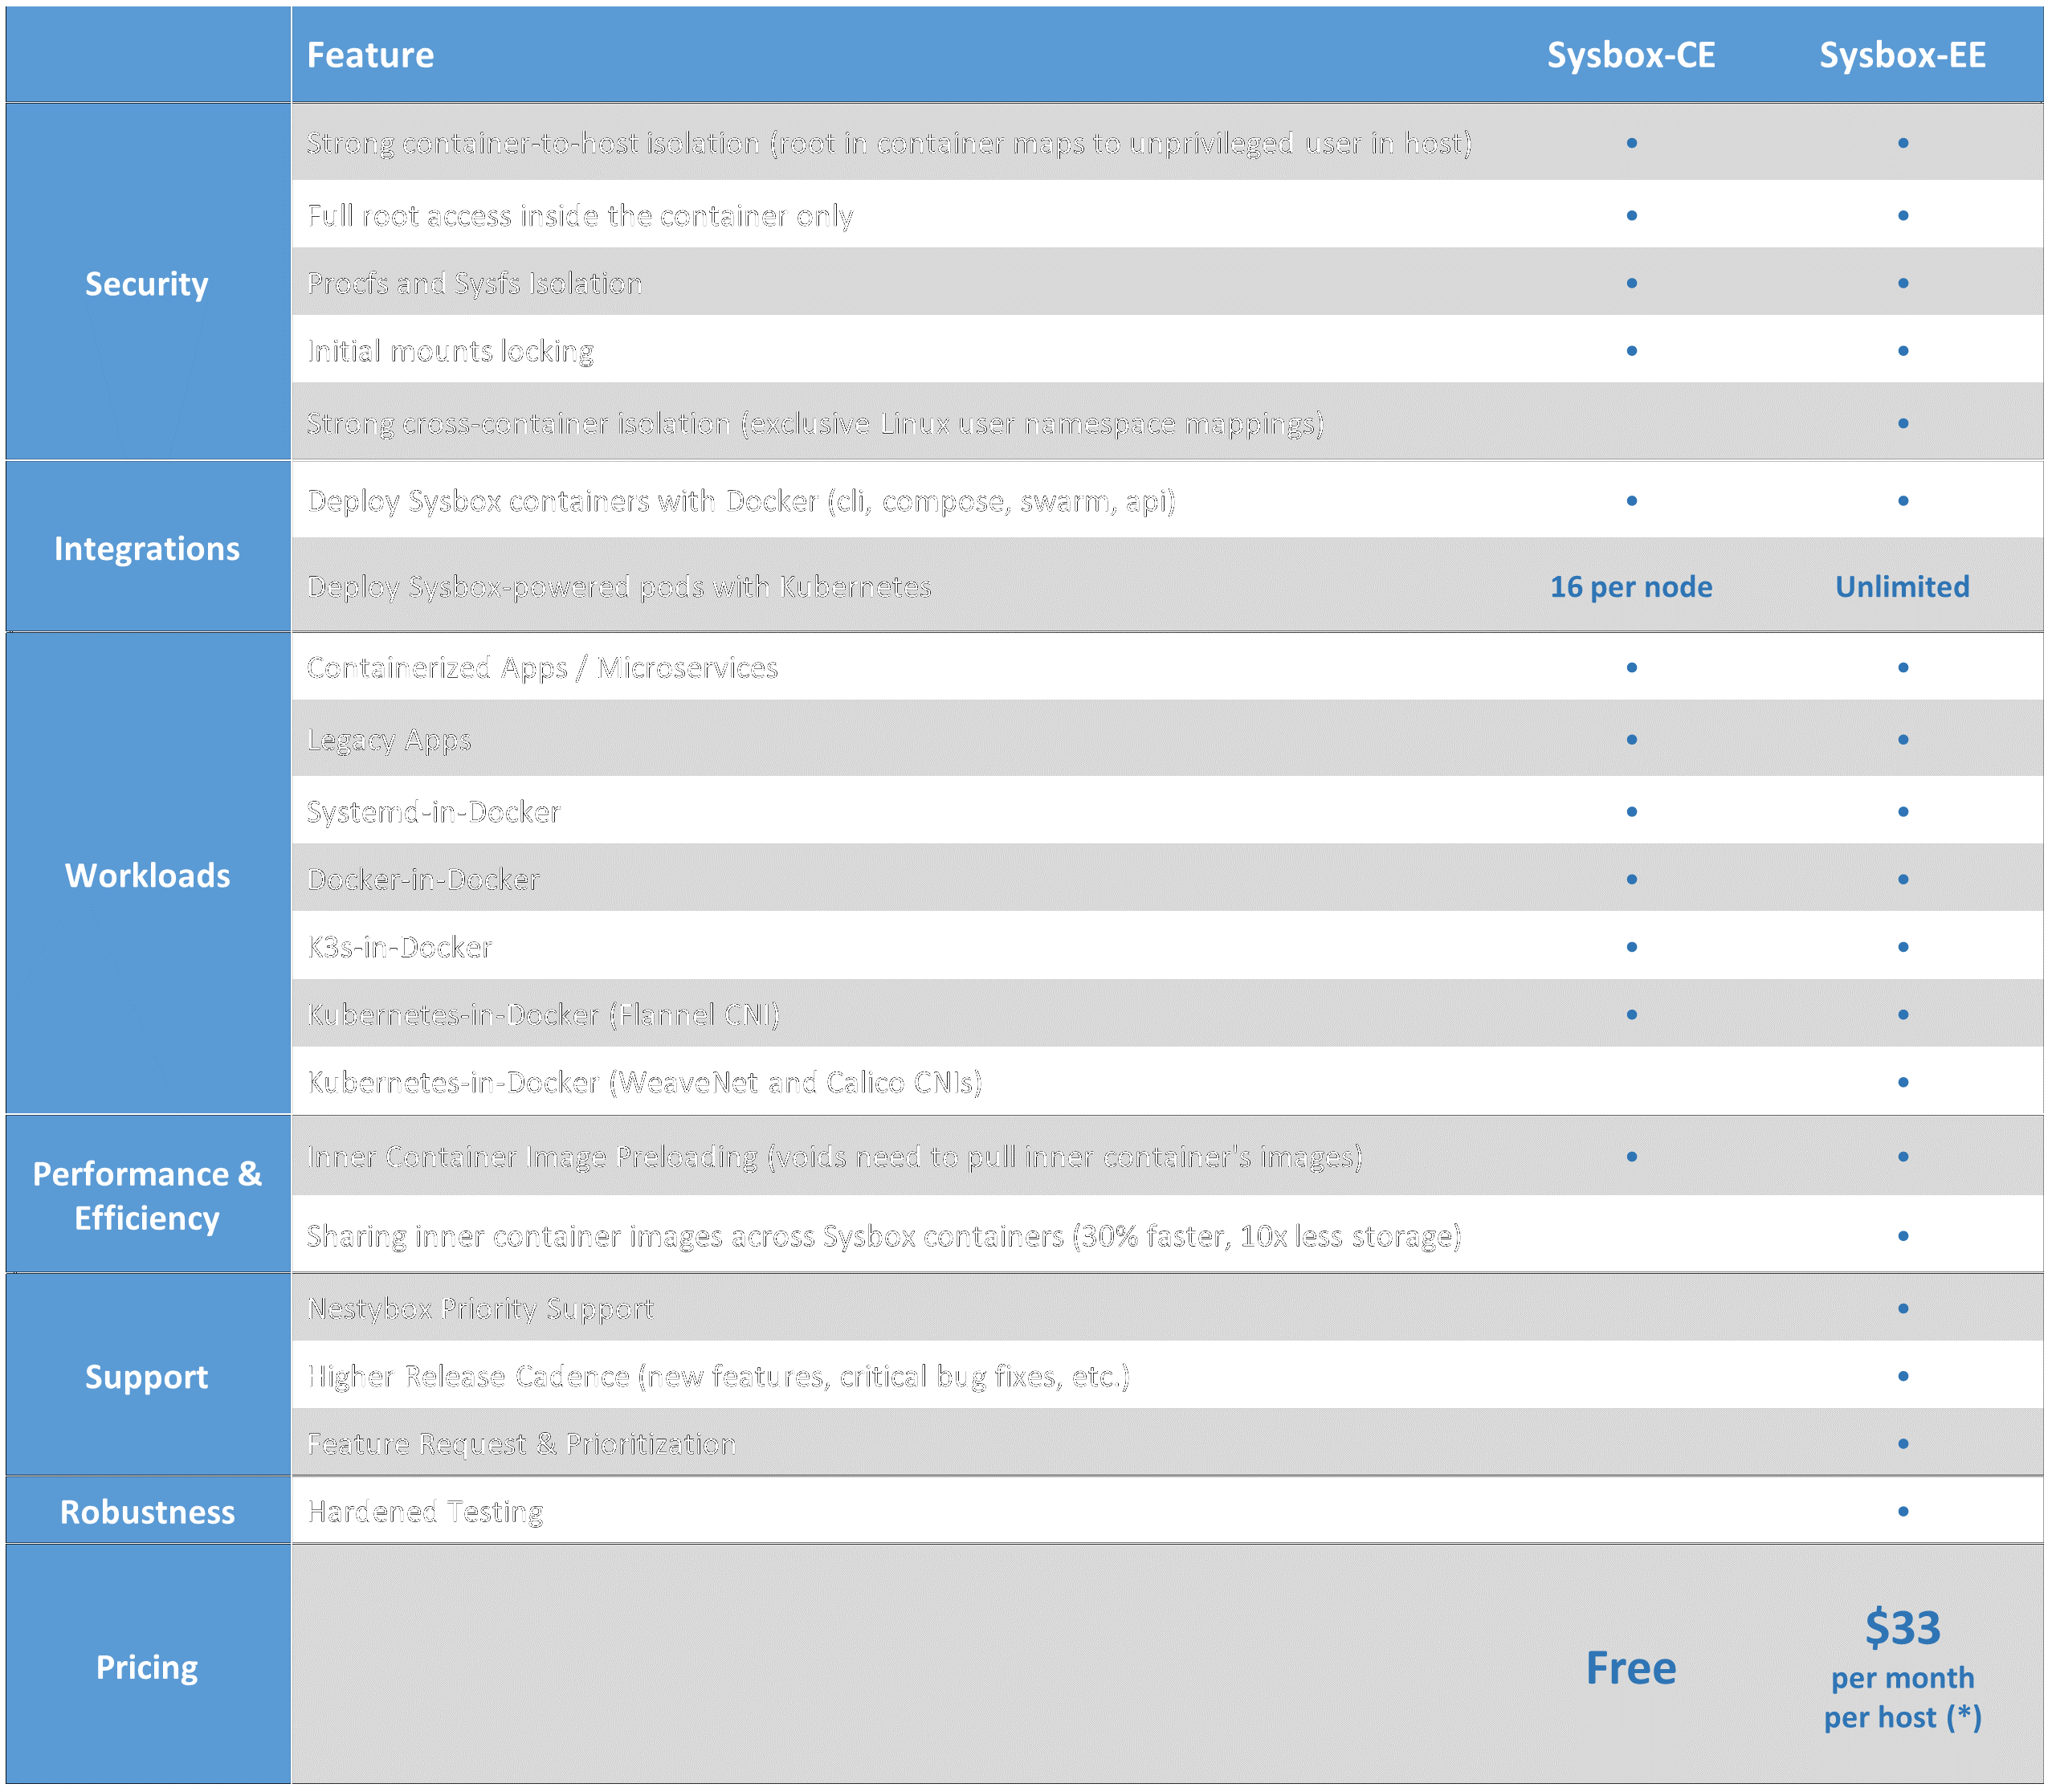 Feature Sysbox-CE Sysbox-EE
Security
Strong container-to-host isolation (root in container maps to unprivileged user in host) • •
Full root access inside the container only • •
Procfs and Sysfs Isolation • •
Initial mounts locking • •
Strong cross-container isolation (exclusive Linux user namespace mappings) •
Integrations
Deploy Sysbox containers with Docker (cli, compose, swarm, api) • •
Deploy Sysbox-powered pods with Kubernetes 16 per node Unlimited
Workloads
Containerized Apps / Microservices • •
Legacy Apps • •
Systemd-in-Docker • •
Docker-in-Docker • •
K3s-in-Docker • •
Kubernetes-in-Docker (Flannel CNI) • •
Kubernetes-in-Docker (WeaveNet and Calico CNIs) •
Performance &
Efficiency
Inner Container Image Preloading (voids need to pull inner container's images) • •
Sharing inner container images across Sysbox containers (30% faster, 10x less storage) •
Support
Nestybox Priority Support •
Higher Release Cadence (new features, critical bug fixes, etc.) •
Feature Request & Prioritization •
Robustness
Hardened Testing •
Pricing
Free
$33
per month
per host (*)